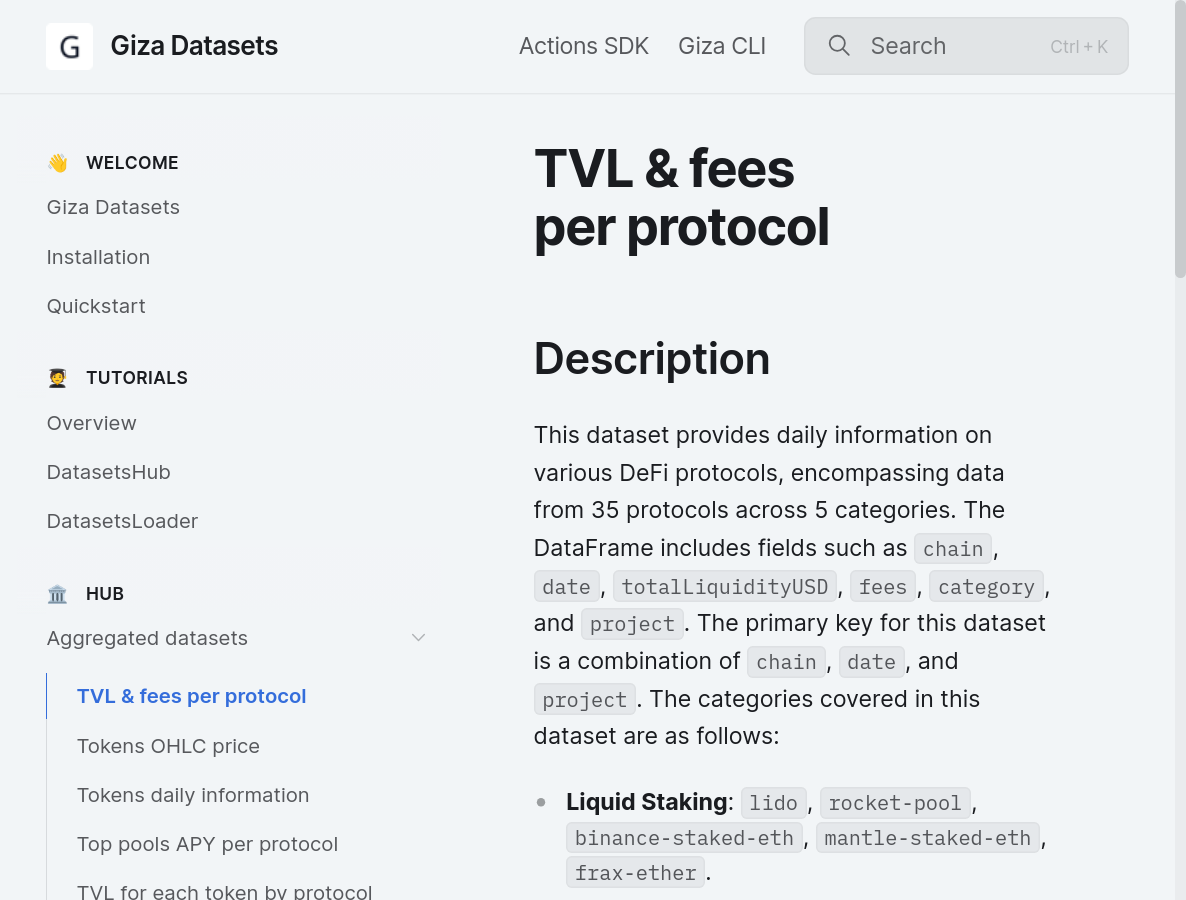 G Giza Datasets
Actions SDK Giza CLI Search Ctrl + K
WELCOME
Giza Datasets
Installation
Quickstart
TUTORIALS
Overview
DatasetsHub
DatasetsLoader
HUB
Aggregated datasets
TVL & fees per protocol
Tokens OHLC price
Tokens daily information
Top pools APY per protocol
TVL for each token by protocol
TVL & fees
per protocol
Description
This dataset provides daily information on
various DeFi protocols, encompassing data
from 35 protocols across 5 categories. The
DataFrame includes fields such as chain,
date, totalLiquidityUSD, fees, category,
and project. The primary key for this dataset
is a combination of chain, date, and
project. The categories covered in this
dataset are as follows:
Liquid Staking: lido, rocket-pool,
binance-staked-eth, mantle-staked-eth,
frax-ether.